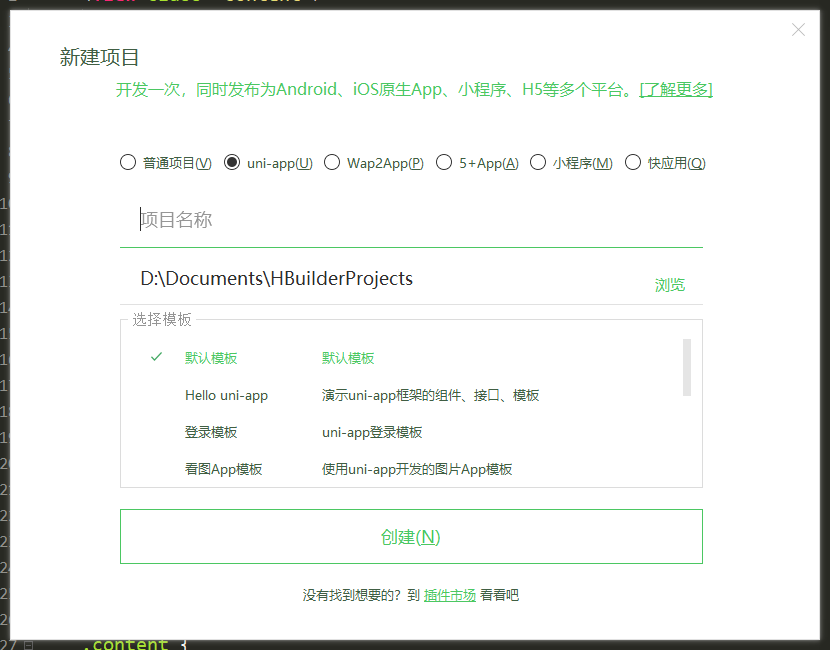 新建项目
开发一次，同时发布为Android、iOS原生App、小程序、H5等多个平台。[了解更多]
普通项目(V) uni-app(U) Wap2App(P) 5+App(A) 小程序(M) 快应用(Q)
项目名称
D:\Documents\HBuilderProjects 浏览
选择模板
默认模板 默认模板
Hello uni-app 演示uni-app框架的组件、接口、模板
登录模板 uni-app登录模板
看图App模板 使用uni-app开发的图片App模板
创建(N)
没有找到想要的？到 插件市场 看看吧
27 .content {